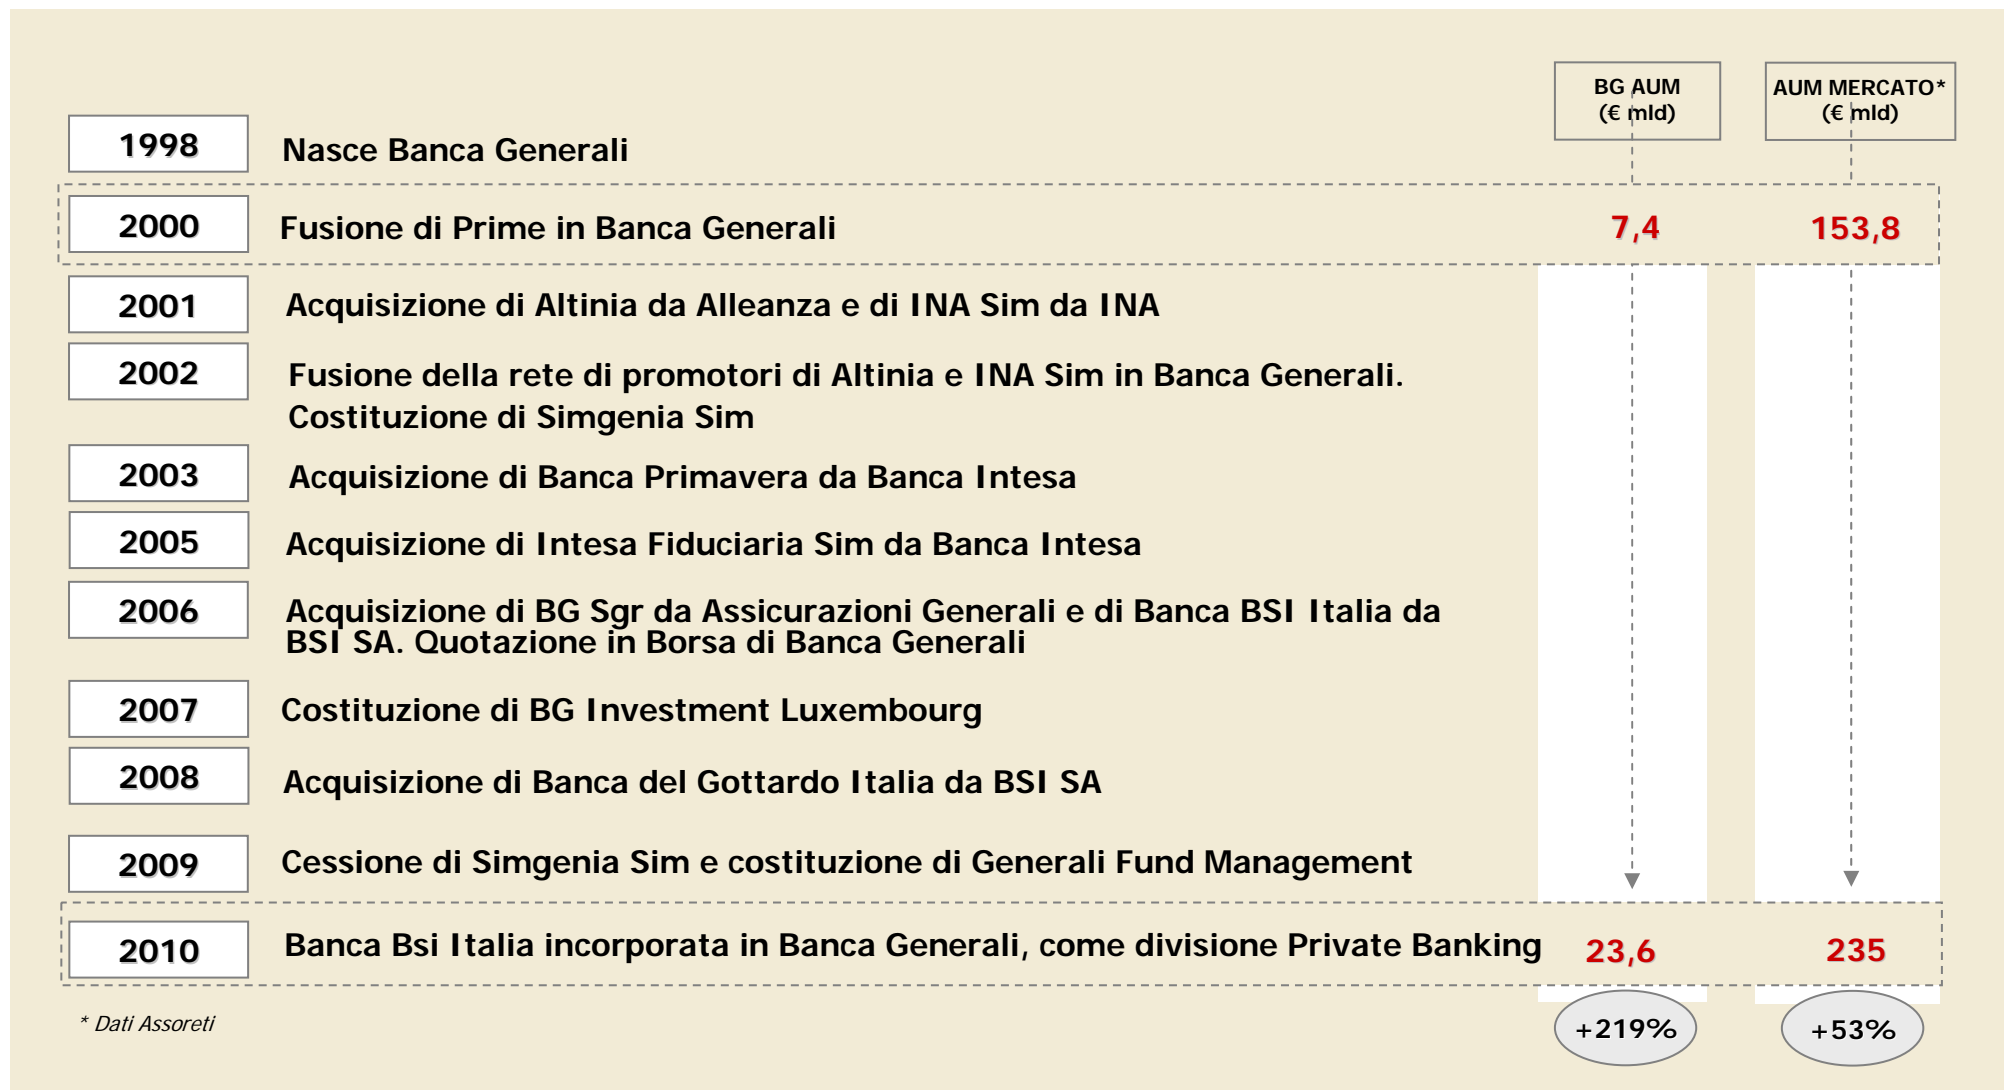 BG AUM
(€ mld)
AUM MERCATO*
(€ mld)
1998
Nasce Banca Generali
2000
Fusione di Prime in Banca Generali
7,4
153,8
2001
Acquisizione di Altinia da Alleanza e di INA Sim da INA
2002
Fusione della rete di promotori di Altinia e INA Sim in Banca Generali.
Costituzione di Simgenia Sim
2003
Acquisizione di Banca Primavera da Banca Intesa
2005
Acquisizione di Intesa Fiduciaria Sim da Banca Intesa
2006
Acquisizione di BG Sgr da Assicurazioni Generali e di Banca BSI Italia da
BSI SA. Quotazione in Borsa di Banca Generali
2007
Costituzione di BG Investment Luxembourg
2008
Acquisizione di Banca del Gottardo Italia da BSI SA
2009
Cessione di Simgenia Sim e costituzione di Generali Fund Management
2010
Banca Bsi Italia incorporata in Banca Generali, come divisione Private Banking
23,6
235
* Dati Assoreti
+219%
+53%